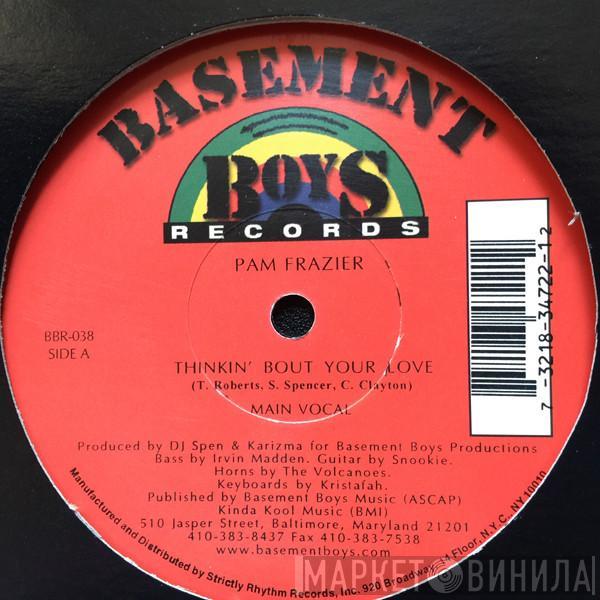 BASEMENT
BOYS
RECORDS
PAM FRAZIER
BBR-038
SIDE A
THINKIN' BOUT YOUR LOVE
(T. Roberts, S. Spencer, C. Clayton)
MAIN VOCAL
Produced by DJ Spen & Karizma for Basement Boys Productions
Bass by Irvin Madden. Guitar by Snookie.
Horns by The Volcanoes.
Keyboards by Kristafah.
Published by Basement Boys Music (ASCAP)
Kinda Kool Music (BMI)
510 Jasper Street, Baltimore, Maryland 21201
410-383-8437 Fax 410-383-7538
www.basementboys.com
Manufactured and Distributed by Strictly Rhythm Records, Inc. 920 Broadway, 14 Floor, N.Y.C., NY 10010
7 -3218-34722-1 2
МАРКЕТ ВИНИЛА